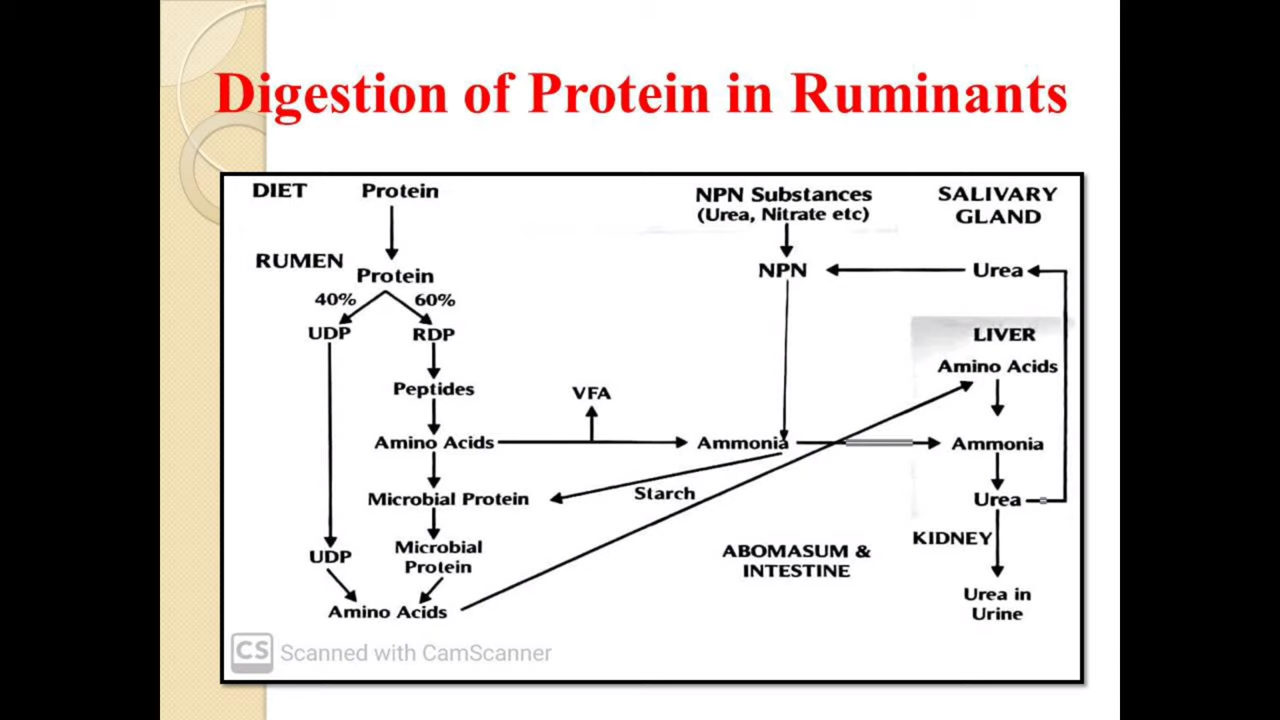 Digestion of Protein in Ruminants
DIET
Protein
NPN Substances
(Urea, Nitrate etc)
SALIVARY
GLAND
RUMEN
Protein
NPN
Urea
40%
60%
UDP
RDP
LIVER
Peptides
VFA
Amino Acids
Amino Acids
Ammonia
Ammonia
Microbial Protein
Starch
Urea
UDP
Microbial
Protein
ABOMASUM &
INTESTINE
KIDNEY
Amino Acids
Urea in
Urine
CS Scanned with CamScanner